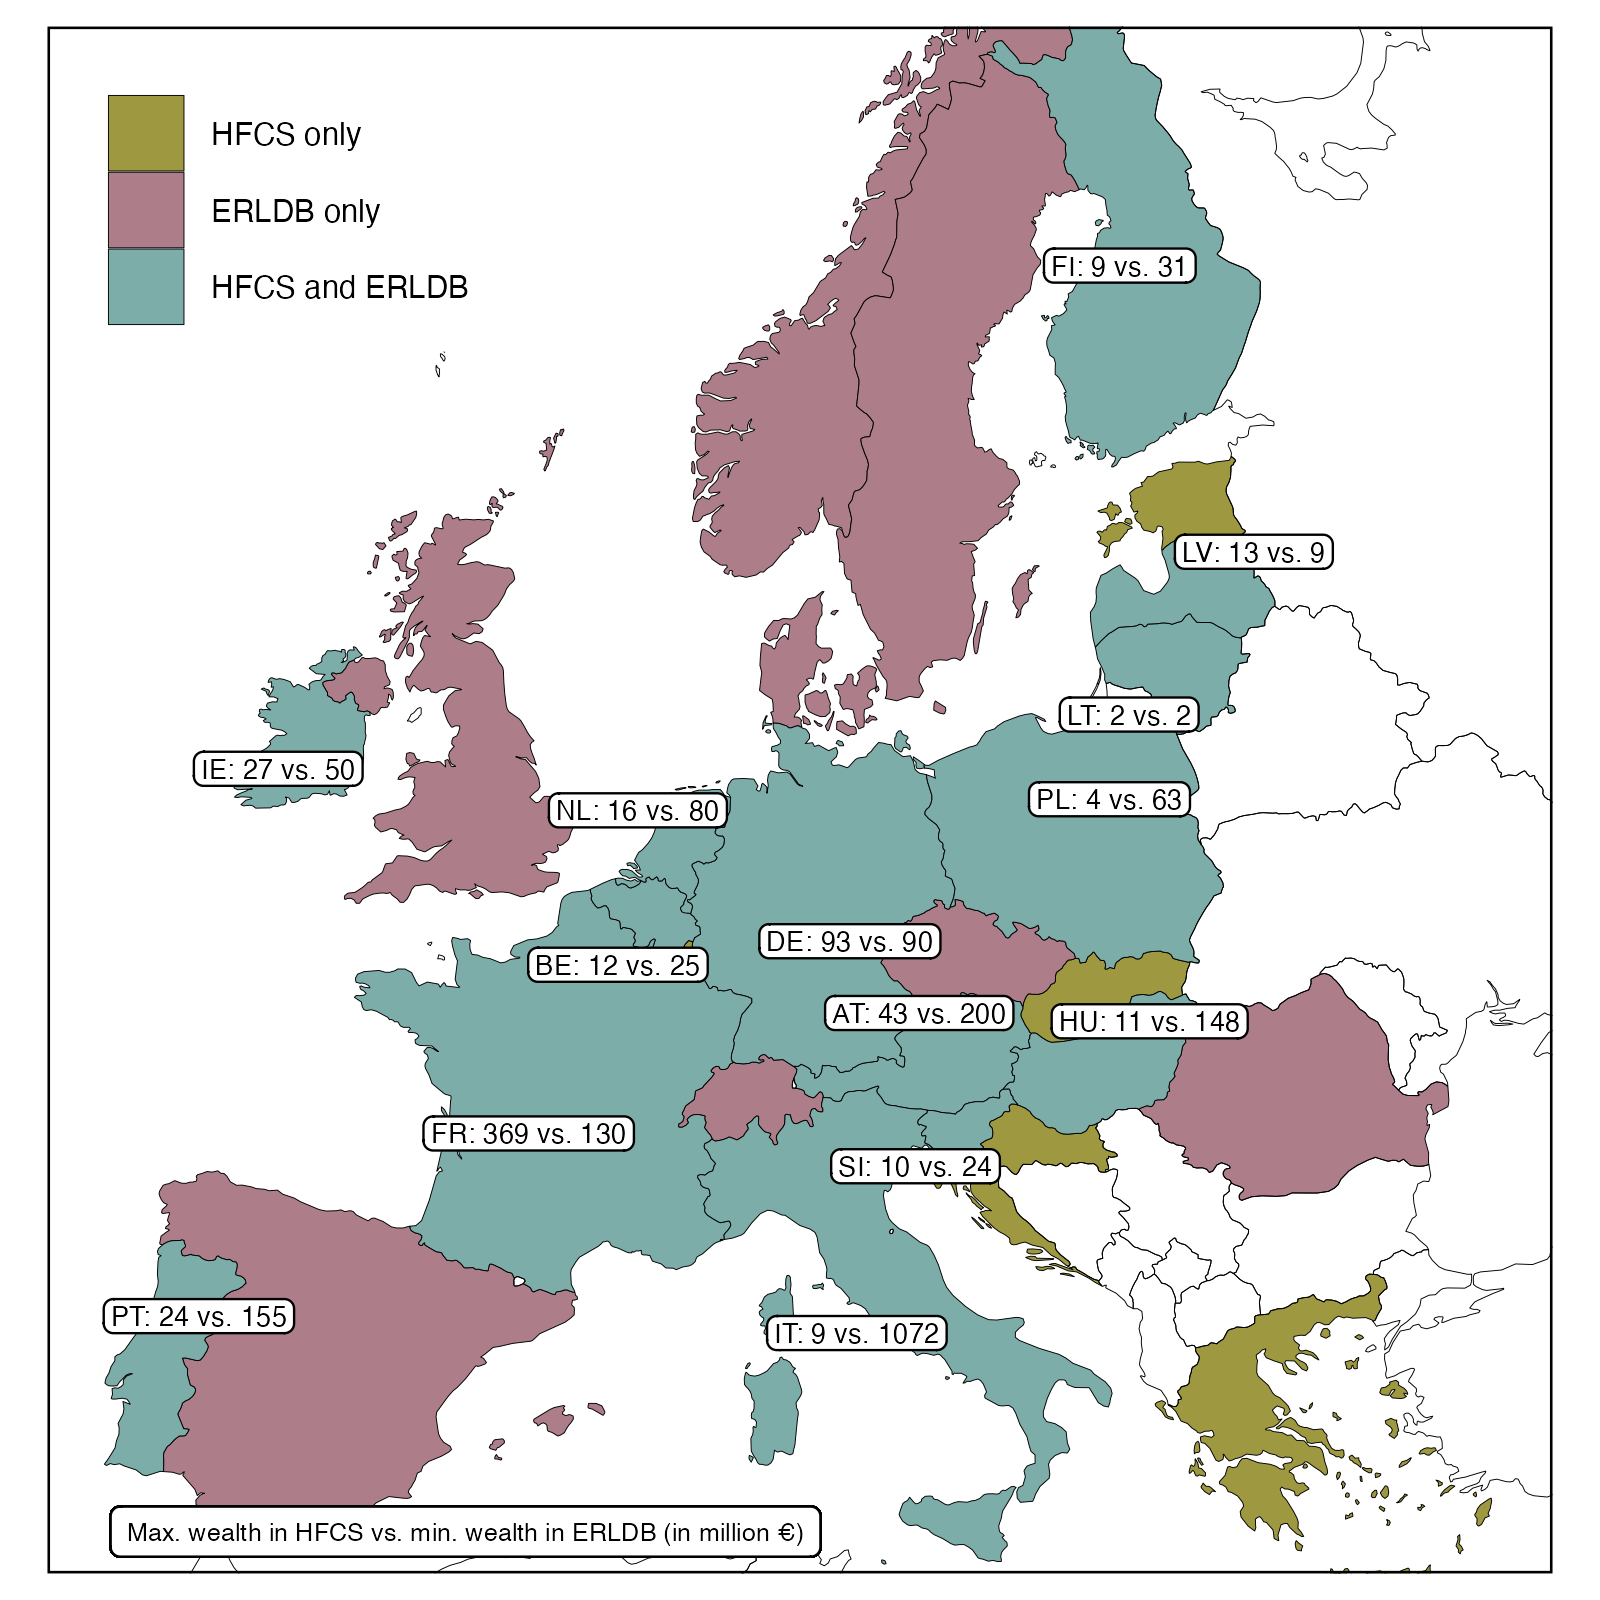 HFCS only
ERLDB only
HFCS and ERLDB
FI: 9 vs. 31
LV: 13 vs. 9
LT: 2 vs. 2
IE: 27 vs. 50
NL: 16 vs. 80
PL: 4 vs. 63
DE: 93 vs. 90
BE: 12 vs. 25
AT: 43 vs. 200
HU: 11 vs. 148
FR: 369 vs. 130
SI: 10 vs. 24
PT: 24 vs. 155
IT: 9 vs. 1072
Max. wealth in HFCS vs. min. wealth in ERLDB (in million €)